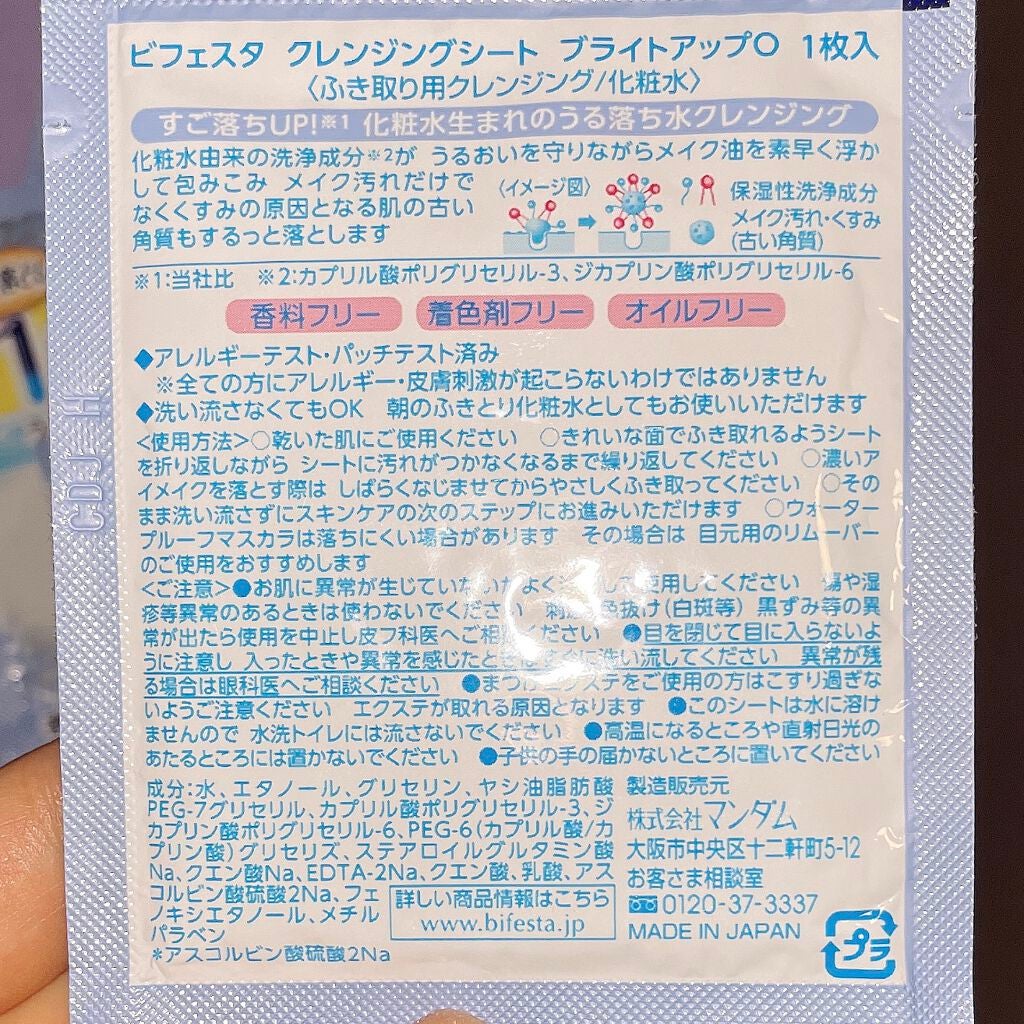 ビフェスタ クレンジングシート ブライトアップO 1枚入
〈ふき取り用クレンジング/化粧水〉
すご落ちUP!※1 化粧水生まれのうる落ち水クレンジング
化粧水由来の洗浄成分※2が うるおいを守りながらメイク油を素早く浮か
して包みこみ メイク汚れだけで
なくくすみの原因となる肌の古い
角質もするっと落とします
〈イメージ図〉
保湿性洗浄成分
メイク汚れ・くすみ
(古い角質)
※1:当社比 ※2:カプリル酸ポリグリセリル-3、ジカプリン酸ポリグリセリル-6
香料フリー 着色剤フリー オイルフリー
◆アレルギーテスト・パッチテスト済み
※全ての方にアレルギー・皮膚刺激が起こらないわけではありません
◆洗い流さなくてもOK 朝のふきとり化粧水としてもお使いいただけます
<使用方法>○乾いた肌にご使用ください ○きれいな面でふき取れるようシート
を折り返しながら シートに汚れがつかなくなるまで繰り返してください ○濃いア
イメイクを落とす際は しばらくなじませてからやさしくふき取ってください ○その
まま洗い流さずにスキンケアの次のステップにお進みいただけます ○ウォーター
プルーフマスカラは落ちにくい場合があります その場合は 目元用のリムーバー
のご使用をおすすめします
<ご注意>●お肌に異常が生じていないかよく して使用してください 傷や湿
疹等異常のあるときは使わないでください 刺激 色抜け(白斑等) 黒ずみ等の異
常が出たら使用を中止し皮フ科医へご相談ください ●目を閉じて目に入らないよ
うに注意し 入ったときや異常を感じたときは に洗い流してください 異常が残
る場合は眼科医へご相談ください ●まつげエクステをご使用の方はこすり過ぎな
いようご注意ください エクステが取れる原因となります ●このシートは水に溶け
ませんので 水洗トイレには流さないでください ●高温になるところや直射日光の
あたるところには置かないでください ●子供の手の届かないところに置いてください
成分:水、エタノール、グリセリン、ヤシ油脂肪酸
PEG-7グリセリル、カプリル酸ポリグリセリル-3、ジ
カプリン酸ポリグリセリル-6、PEG-6(カプリル酸/カ
プリン酸)グリセリズ、ステアロイルグルタミン酸
Na、クエン酸Na、EDTA-2Na、クエン酸、乳酸、アス
コルビン酸硫酸2Na、フェ
ノキシエタノール、メチル
パラベン
*アスコルビン酸硫酸2Na
詳しい商品情報はこちら
www.bifesta.jp
製造販売元
株式会社マンダム
大阪市中央区十二軒町5-12
お客さま相談室
0120-37-3337
MADE IN JAPAN
プラ
CDJ H